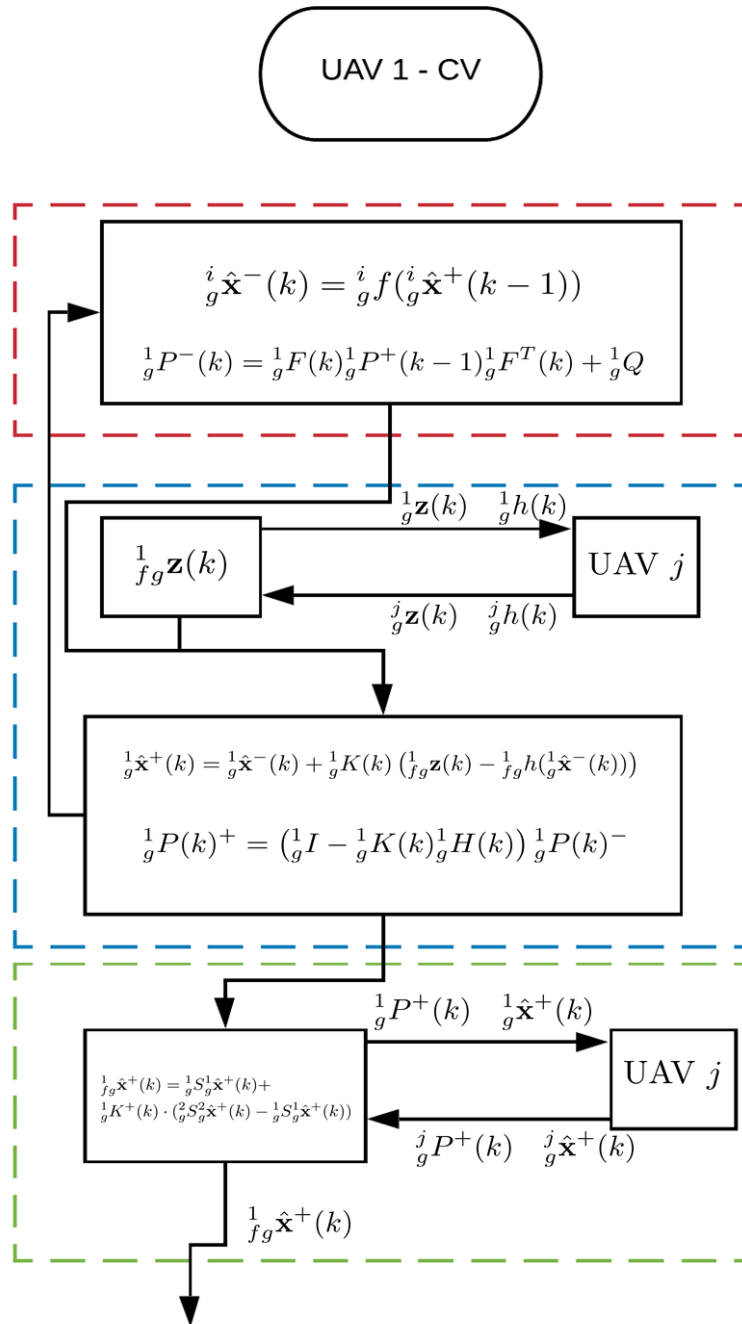 UAV 1 - CV
${}^{i}_{g}\hat{\mathbf{x}}^{-}(k) = {}^{i}_{g}f({}^{i}_{g}\hat{\mathbf{x}}^{+}(k-1))$
${}^{1}_{g}P^{-}(k) = {}^{1}_{g}F(k){}^{1}_{g}P^{+}(k-1){}^{1}_{g}F^{T}(k) + {}^{1}_{g}Q$
${}^{1}_{g}\mathbf{z}(k)$ ${}^{1}_{g}h(k)$
${}^{1}_{fg}\mathbf{z}(k)$
UAV $j$
${}^{j}_{g}\mathbf{z}(k)$ ${}^{j}_{g}h(k)$
${}^{1}_{g}\hat{\mathbf{x}}^{+}(k) = {}^{1}_{g}\hat{\mathbf{x}}^{-}(k) + {}^{1}_{g}K(k)\left({}^{1}_{fg}\mathbf{z}(k) - {}^{1}_{fg}h({}^{1}_{g}\hat{\mathbf{x}}^{-}(k))\right)$
${}^{1}_{g}P(k)^{+} = \left({}^{1}_{g}I - {}^{1}_{g}K(k){}^{1}_{g}H(k)\right){}^{1}_{g}P(k)^{-}$
${}^{1}_{g}P^{+}(k)$ ${}^{1}_{g}\hat{\mathbf{x}}^{+}(k)$
UAV $j$
${}^{1}_{fg}\hat{\mathbf{x}}^{+}(k) = {}^{1}_{g}S{}^{1}_{g}\hat{\mathbf{x}}^{+}(k)+$
${}^{1}_{g}K^{+}(k) \cdot ({}^{2}_{g}S{}^{2}_{g}\hat{\mathbf{x}}^{+}(k) - {}^{1}_{g}S{}^{1}_{g}\hat{\mathbf{x}}^{+}(k))$
${}^{j}_{g}P^{+}(k)$ ${}^{j}_{g}\hat{\mathbf{x}}^{+}(k)$
${}^{1}_{fg}\hat{\mathbf{x}}^{+}(k)$